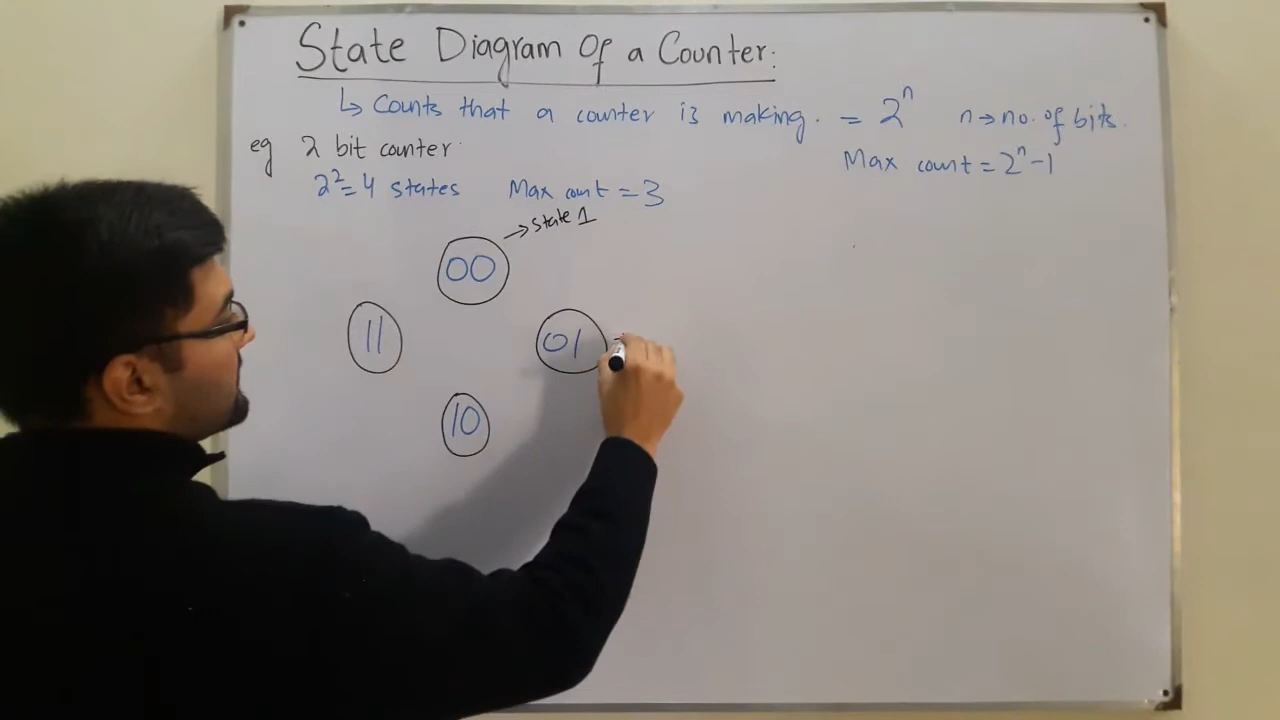 State Diagram Of a Counter:
↳ Counts that a counter is making. = 2ⁿ n → no. of bits.
eg 2 bit counter. Max count = 2ⁿ-1
2²=4 states Max count = 3
→ State 1
00
11 01
10